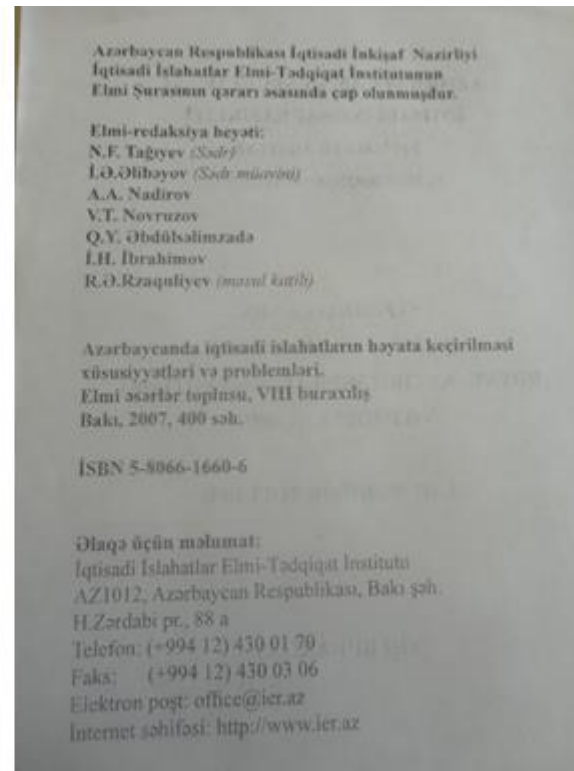 Azərbaycan Respublikası İqtisadi İnkişaf Nazirliyi
İqtisadi İslahatlar Elmi-Tədqiqat İnstitutunun
Elmi Şurasının qərarı əsasında çap olunmuşdur.
Elmi-redaksiya heyəti:
N.F. Tağıyev (Sədr)
İ.Ə.Əlibəyov (Sədr müavini)
A.A. Nadirov
V.T. Novruzov
Q.Y. Əbdülsəlimzadə
İ.H. İbrahimov
R.Ə.Rzaquliyev (məsul katib)
Azərbaycanda iqtisadi islahatların həyata keçirilməsi
xüsusiyyətləri və problemləri.
Elmi əsərlər toplusu, VIII buraxılış
Bakı, 2007, 400 səh.
İSBN 5-8066-1660-6
Əlaqə üçün məlumat:
İqtisadi İslahatlar Elmi-Tədqiqat İnstitutu
AZ1012, Azərbaycan Respublikası, Bakı şəh.
H.Zərdabi pr., 88 a
Telefon: (+994 12) 430 01 70
Faks: (+994 12) 430 03 06
Elektron poçt: office@ier.az
İnternet səhifəsi: http://www.ier.az